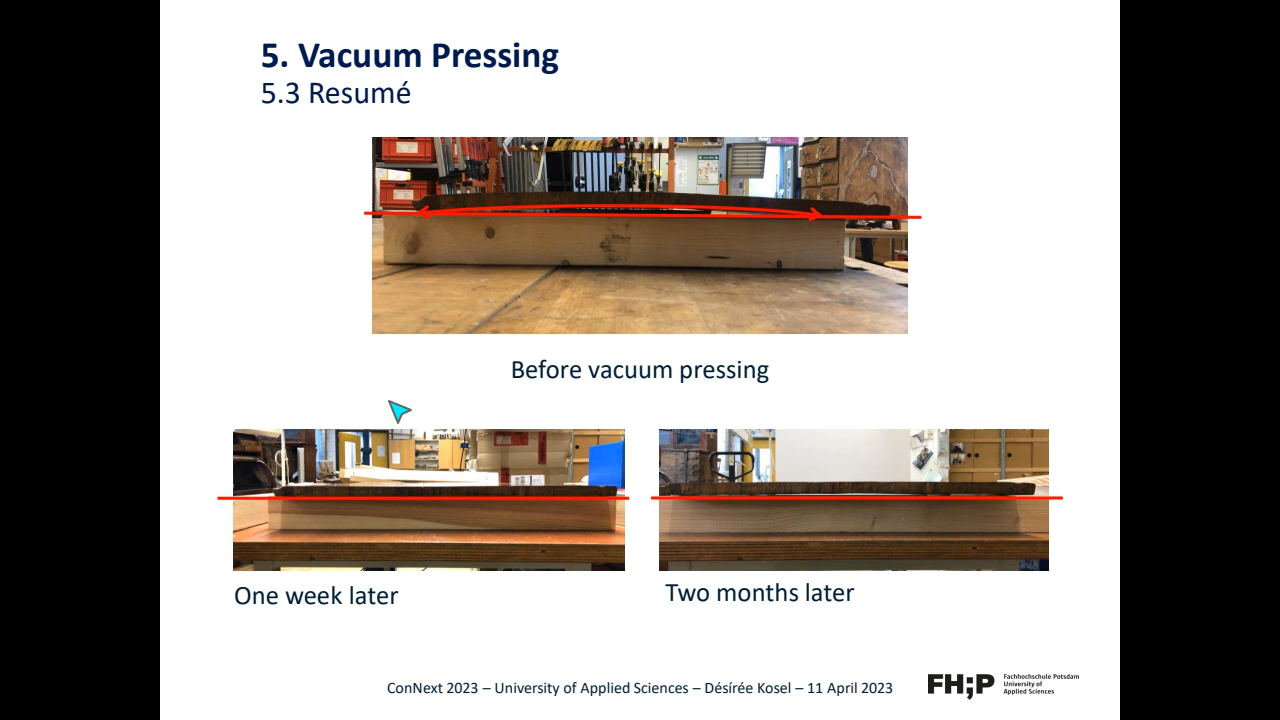 5. Vacuum Pressing
5.3 Resumé
Before vacuum pressing
One week later
Two months later
ConNext 2023 – University of Applied Sciences – Désírée Kosel – 11 April 2023
FH;P
Fachhochschule Potsdam
University of
Applied Sciences